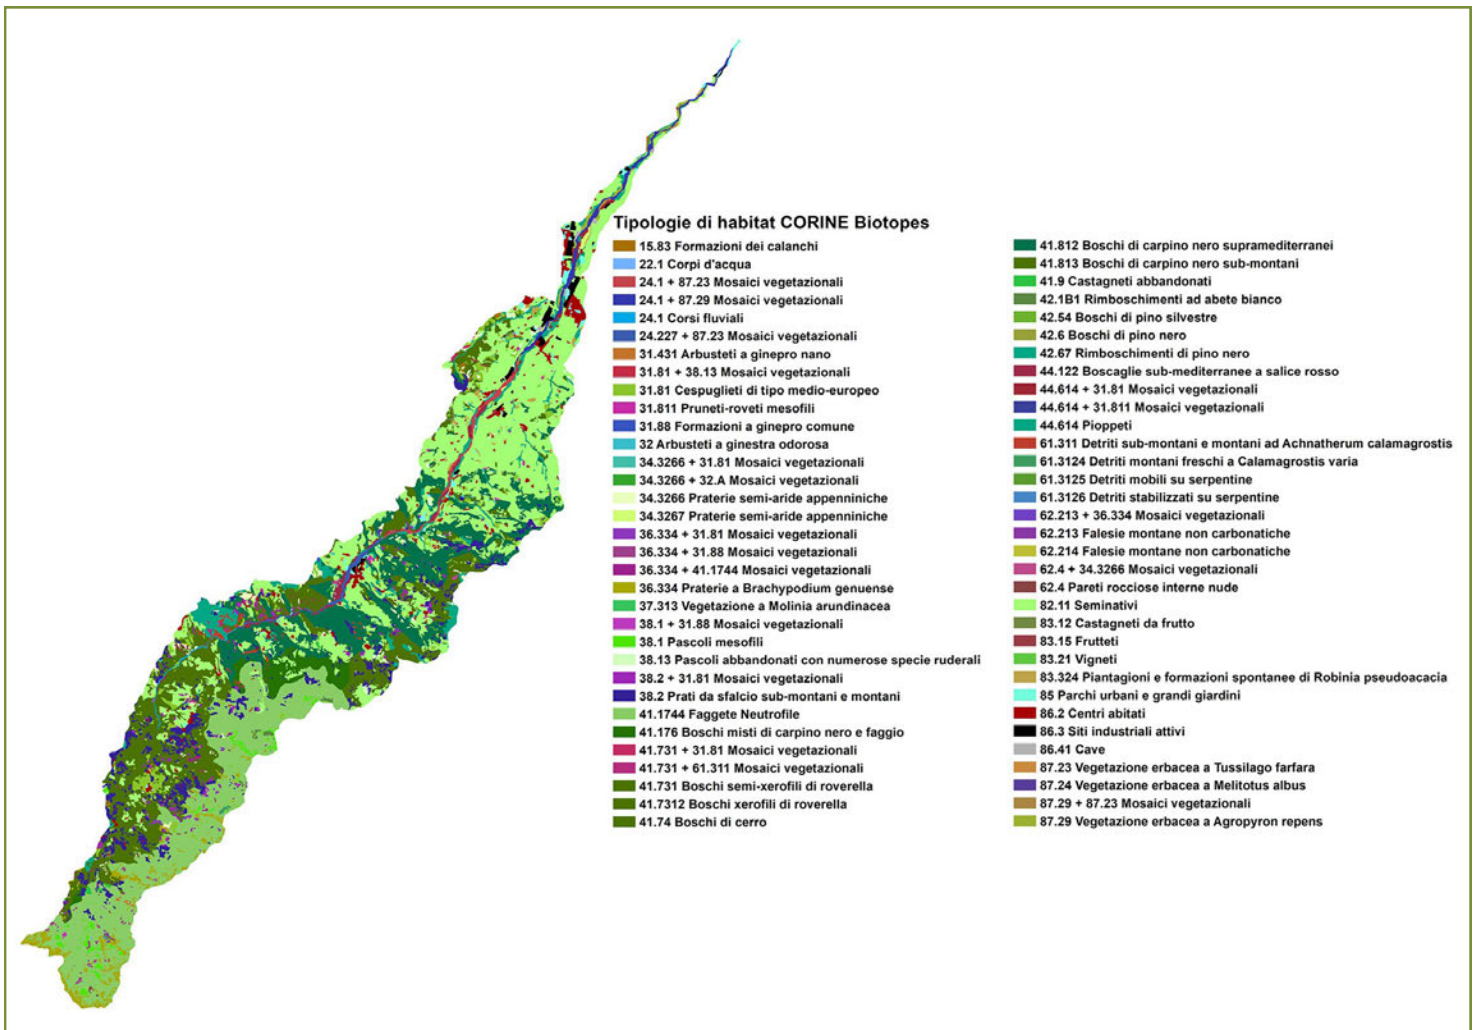 Tipologie di habitat CORINE Biotopes
15.83 Formazioni dei calanchi
22.1 Corpi d'acqua
24.1 + 87.23 Mosaici vegetazionali
24.1 + 87.29 Mosaici vegetazionali
24.1 Corsi fluviali
24.227 + 87.23 Mosaici vegetazionali
31.431 Arbusteti a ginepro nano
31.81 + 38.13 Mosaici vegetazionali
31.81 Cespuglieti di tipo medio-europeo
31.811 Pruneti-roveti mesofili
31.88 Formazioni a ginepro comune
32 Arbusteti a ginestra odorosa
34.3266 + 31.81 Mosaici vegetazionali
34.3266 + 32.A Mosaici vegetazionali
34.3266 Praterie semi-aride appenniniche
34.3267 Praterie semi-aride appenniniche
36.334 + 31.81 Mosaici vegetazionali
36.334 + 31.88 Mosaici vegetazionali
36.334 + 41.1744 Mosaici vegetazionali
36.334 Praterie a Brachypodium genuense
37.313 Vegetazione a Molinia arundinacea
38.1 + 31.88 Mosaici vegetazionali
38.1 Pascoli mesofili
38.13 Pascoli abbandonati con numerose specie ruderali
38.2 + 31.81 Mosaici vegetazionali
38.2 Prati da sfalcio sub-montani e montani
41.1744 Faggete Neutrofile
41.176 Boschi misti di carpino nero e faggio
41.731 + 31.81 Mosaici vegetazionali
41.731 + 61.311 Mosaici vegetazionali
41.731 Boschi semi-xerofili di roverella
41.7312 Boschi xerofili di roverella
41.74 Boschi di cerro
41.812 Boschi di carpino nero supramediterranei
41.813 Boschi di carpino nero sub-montani
41.9 Castagneti abbandonati
42.1B1 Rimboschimenti ad abete bianco
42.54 Boschi di pino silvestre
42.6 Boschi di pino nero
42.67 Rimboschimenti di pino nero
44.122 Boscaglie sub-mediterranee a salice rosso
44.614 + 31.81 Mosaici vegetazionali
44.614 + 31.811 Mosaici vegetazionali
44.614 Pioppeti
61.311 Detriti sub-montani e montani ad Achnatherum calamagrostis
61.3124 Detriti montani freschi a Calamagrostis varia
61.3125 Detriti mobili su serpentine
61.3126 Detriti stabilizzati su serpentine
62.213 + 36.334 Mosaici vegetazionali
62.213 Falesie montane non carbonatiche
62.214 Falesie montane non carbonatiche
62.4 + 34.3266 Mosaici vegetazionali
62.4 Pareti rocciose interne nude
82.11 Seminativi
83.12 Castagneti da frutto
83.15 Frutteti
83.21 Vigneti
83.324 Piantagioni e formazioni spontanee di Robinia pseudoacacia
85 Parchi urbani e grandi giardini
86.2 Centri abitati
86.3 Siti industriali attivi
86.41 Cave
87.23 Vegetazione erbacea a Tussilago farfara
87.24 Vegetazione erbacea a Melitotus albus
87.29 + 87.23 Mosaici vegetazionali
87.29 Vegetazione erbacea a Agropyron repens